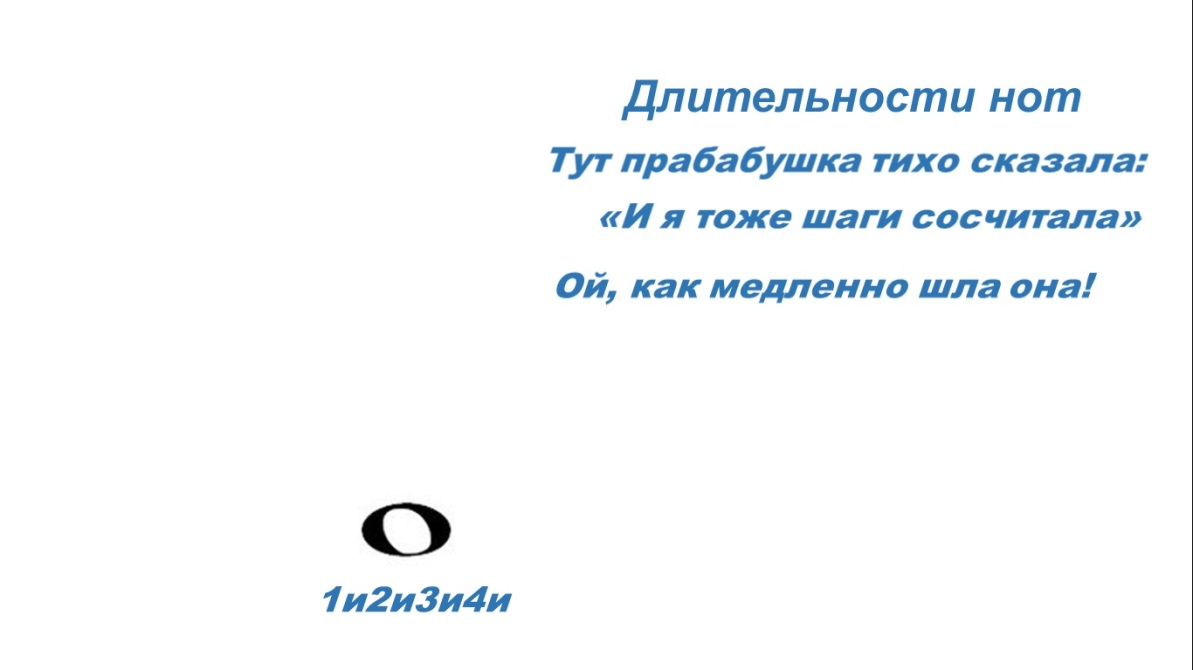 Длительности нот
Тут прабабушка тихо сказала:
«И я тоже шаги сосчитала»
Ой, как медленно шла она!
1и2и3и4и